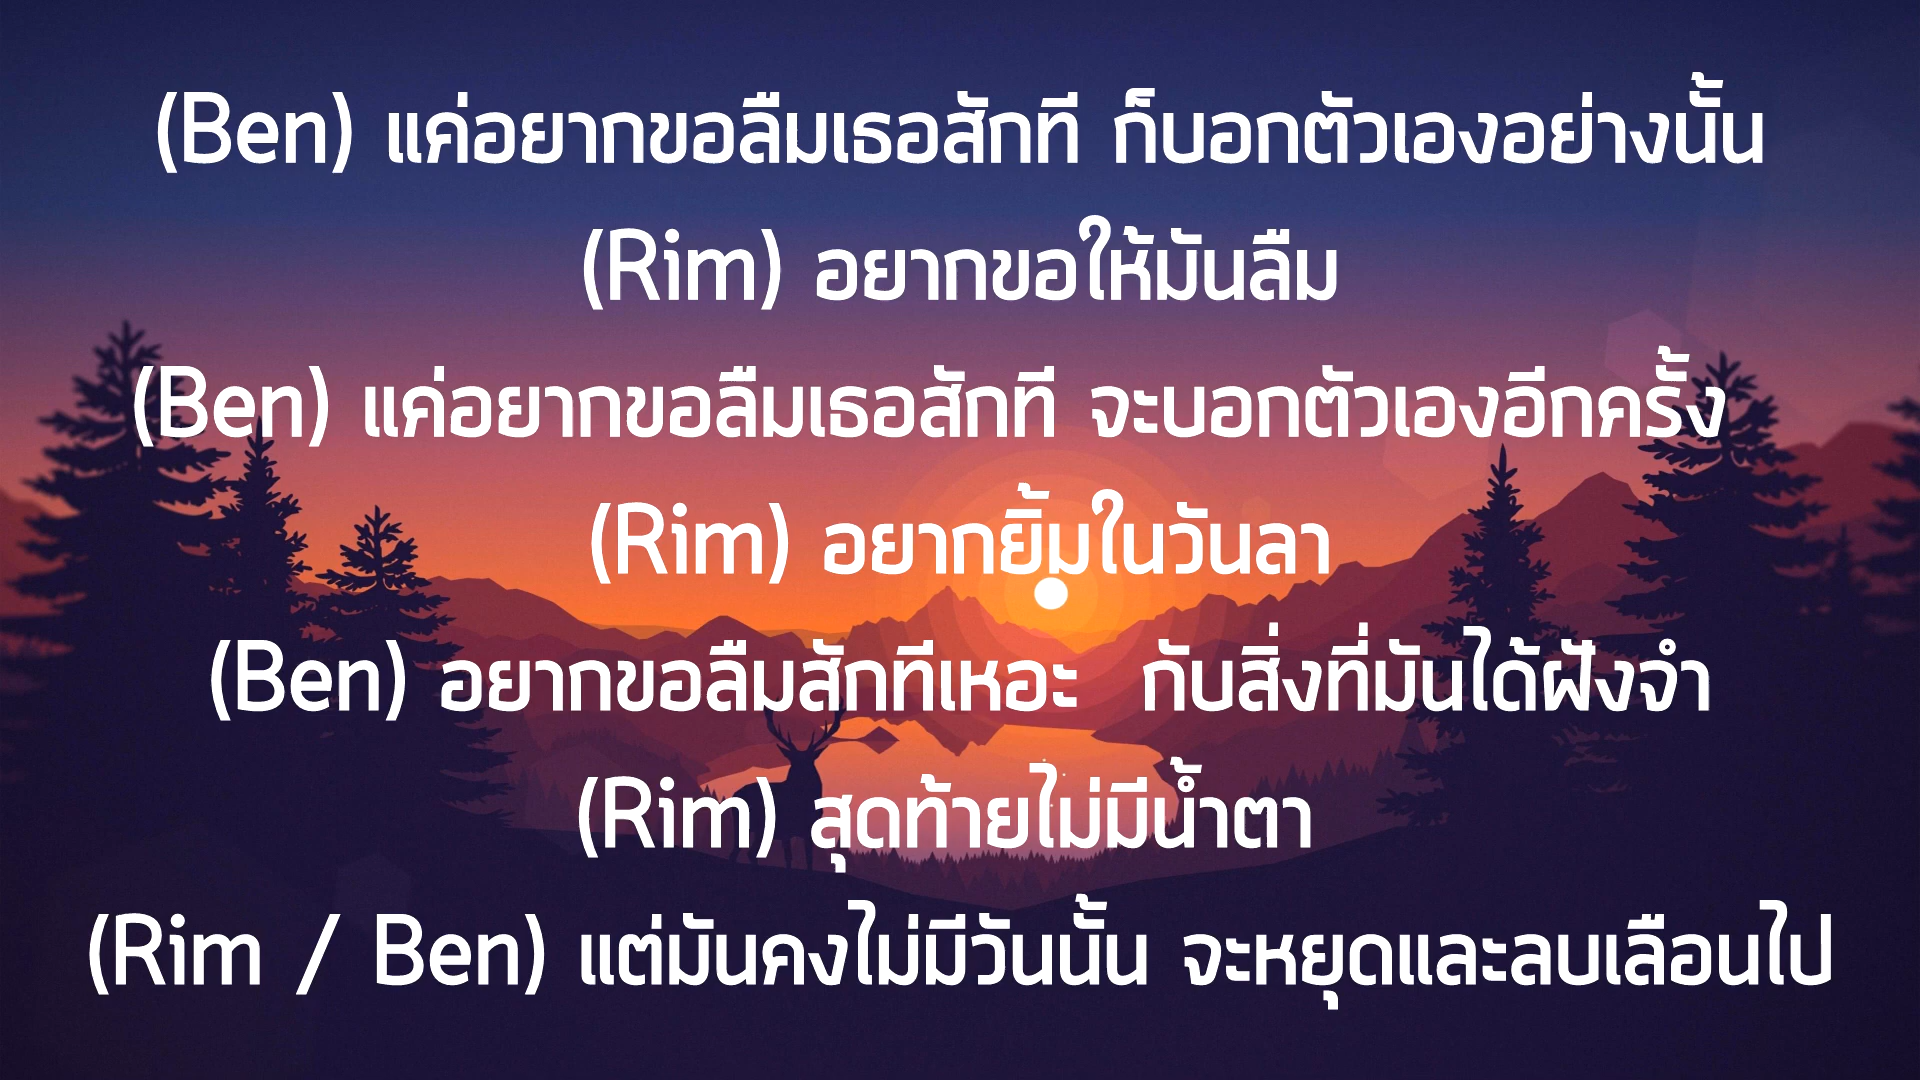 (Ben) แค่อยากขอลืมเธอสักที ก็บอกตัวเองอย่างนั้น
(Rim) อยากขอให้มันลืม
(Ben) แค่อยากขอลืมเธอสักที จะบอกตัวเองอีกครั้ง
(Rim) อยากยิ้มในวันลา
(Ben) อยากขอลืมสักทีเหอะ กับสิ่งที่มันได้ฝังจำ
(Rim) สุดท้ายไม่มีน้ำตา
(Rim / Ben) แต่มันคงไม่มีวันนั้น จะหยุดและลบเลือนไป